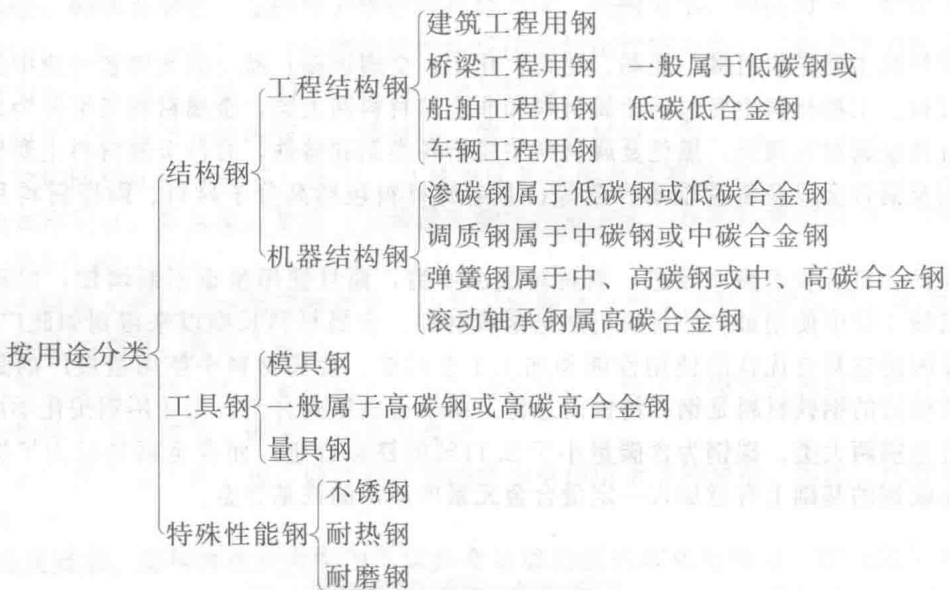 建筑工程用钢
工程结构钢 桥梁工程用钢 一般属于低碳钢或
船舶工程用钢 低碳低合金钢
车辆工程用钢
结构钢
渗碳钢属于低碳钢或低碳合金钢
调质钢属于中碳钢或中碳合金钢
机器结构钢
弹簧钢属于中、高碳钢或中、高碳合金钢
滚动轴承钢属高碳合金钢
按用途分类
模具钢
工具钢 一般属于高碳钢或高碳高合金钢
量具钢
不锈钢
特殊性能钢 耐热钢
耐磨钢